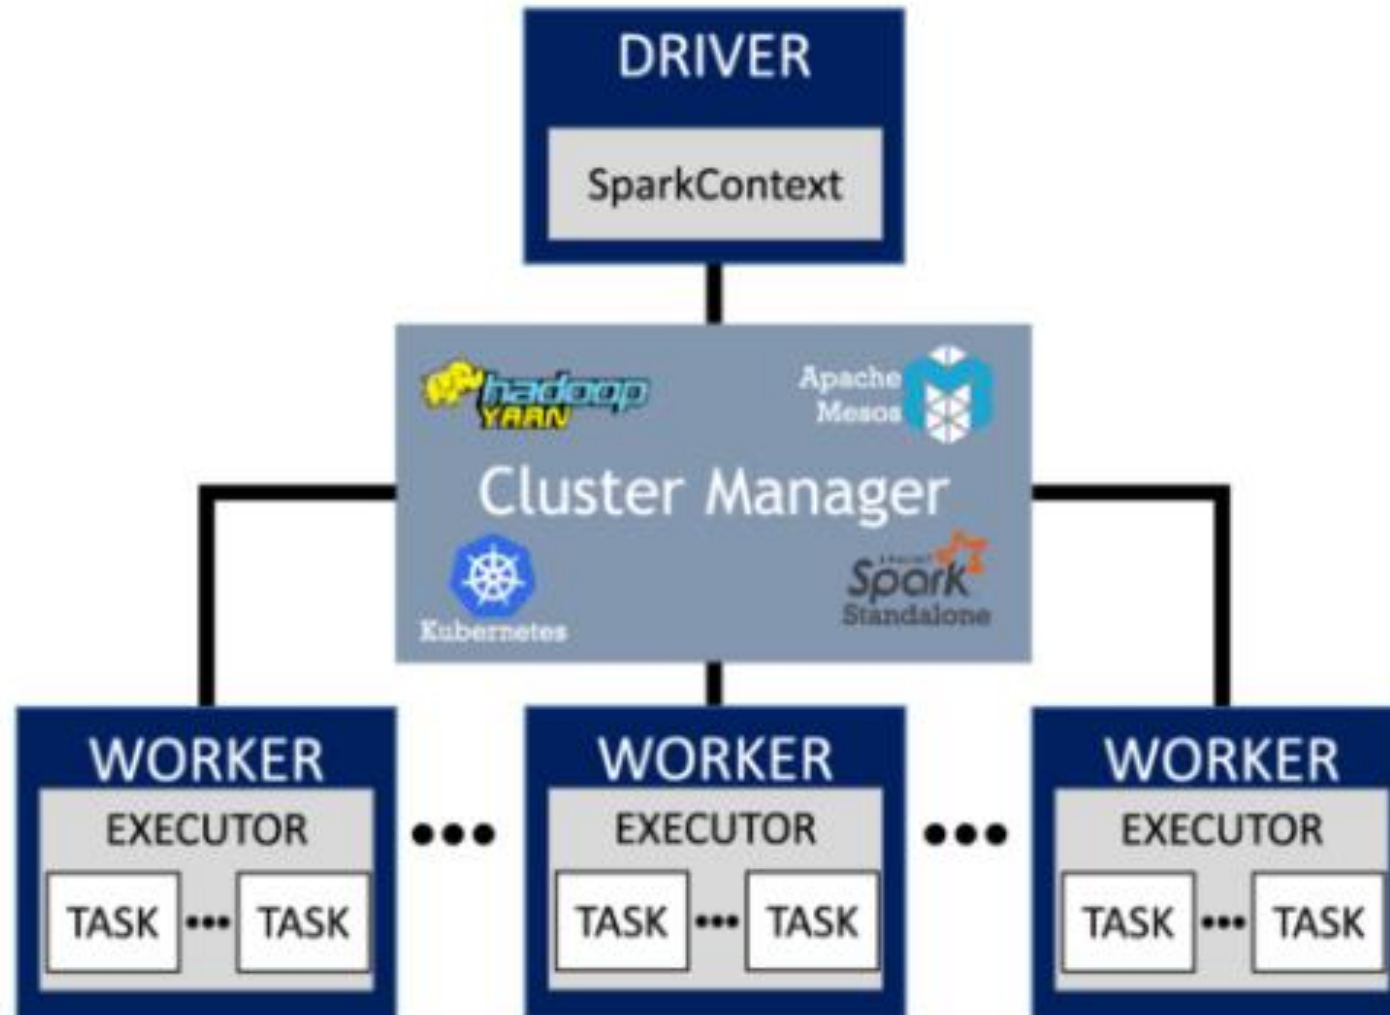 DRIVER
SparkContext
hadoop
YARN
Apache
Mesos
Cluster Manager
Kubernetes
APACHE
Spark
Standalone
WORKER
EXECUTOR
TASK ••• TASK
•••
WORKER
EXECUTOR
TASK ••• TASK
•••
WORKER
EXECUTOR
TASK ••• TASK